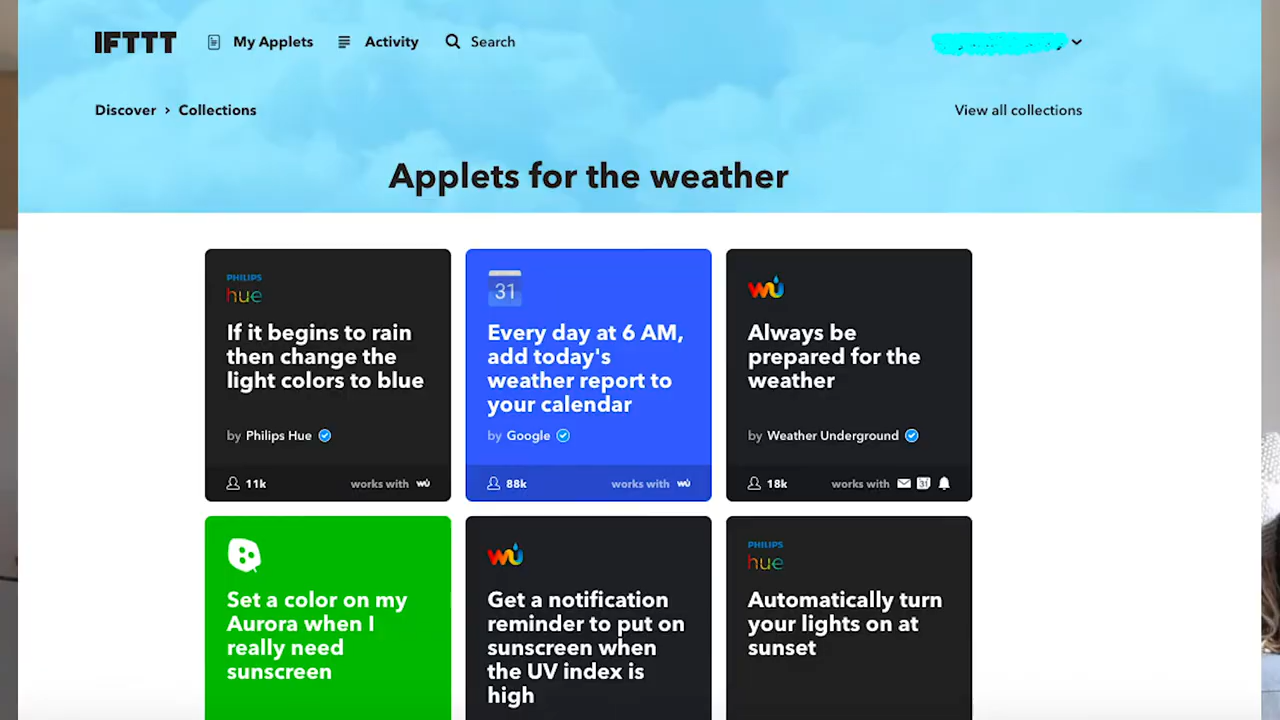 IFTTT My Applets Activity Search
Discover › Collections View all collections
Applets for the weather
PHILIPS
hue
If it begins to rain
then change the
light colors to blue
by Philips Hue
11k works with wu
31
Every day at 6 AM,
add today's
weather report to
your calendar
by Google
88k works with wu
wu
Always be
prepared for the
weather
by Weather Underground
18k works with 31
Set a color on my
Aurora when I
really need
sunscreen
wu
Get a notification
reminder to put on
sunscreen when
the UV index is
high
PHILIPS
hue
Automatically turn
your lights on at
sunset